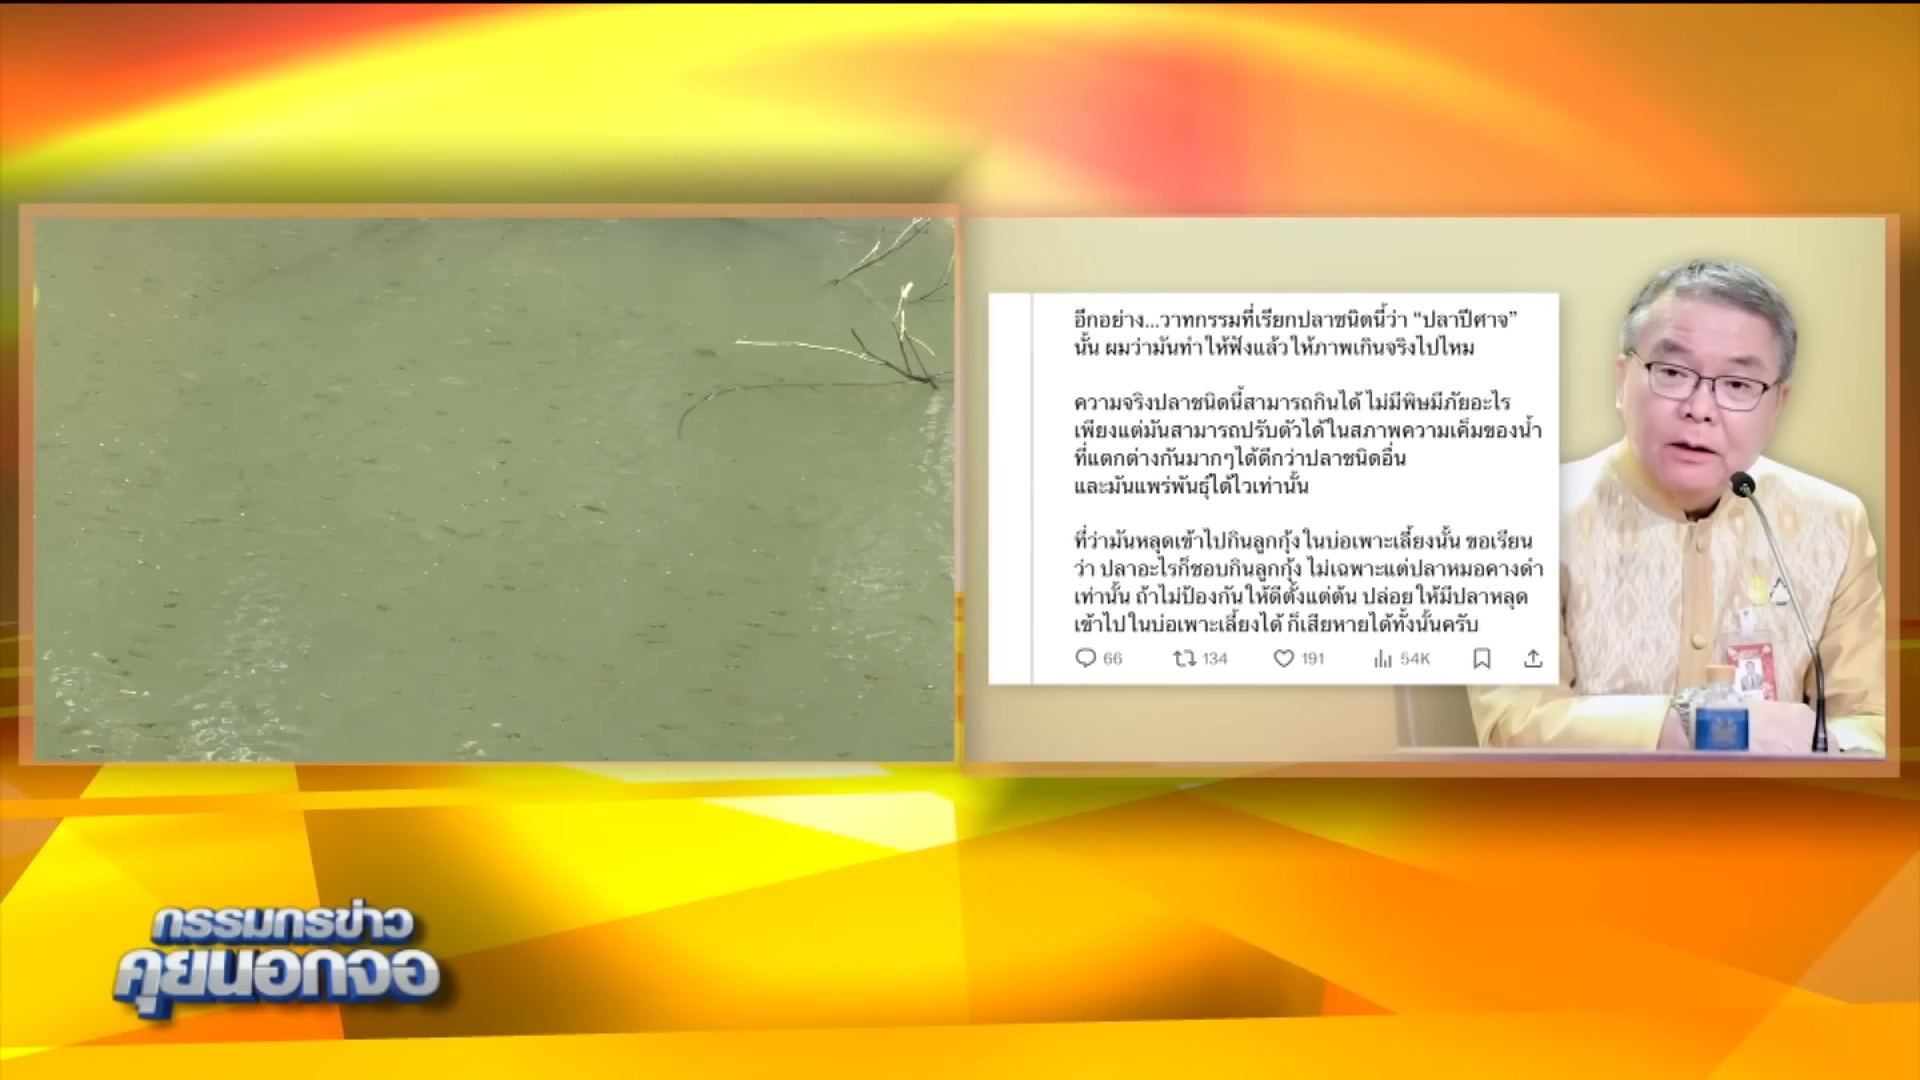 อีกอย่าง...วาทกรรมที่เรียกปลาชนิดนี้ว่า “ปลาปีศาจ”
นั้น ผมว่ามันทำให้ฟังแล้วให้ภาพเกินจริงไปไหม
ความจริงปลาชนิดนี้สามารถกินได้ ไม่มีพิษมีภัยอะไร
เพียงแต่มันสามารถปรับตัวได้ในสภาพความเค็มของน้ำ
ที่แตกต่างกันมากๆได้ดีกว่าปลาชนิดอื่น
และมันแพร่พันธุ์ได้ไวเท่านั้น
ที่ว่ามันหลุดเข้าไปกินลูกกุ้งในบ่อเพาะเลี้ยงนั้น ขอเรียน
ว่า ปลาอะไรก็ชอบกินลูกกุ้ง ไม่เฉพาะแต่ปลาหมอคางดำ
เท่านั้น ถ้าไม่ป้องกันให้ดีตั้งแต่ต้น ปล่อยให้มีปลาหลุด
เข้าไปในบ่อเพาะเลี้ยงได้ ก็เสียหายได้ทั้งนั้นครับ
66 134 191 54K
กรรมกรข่าว
คุยนอกจอ